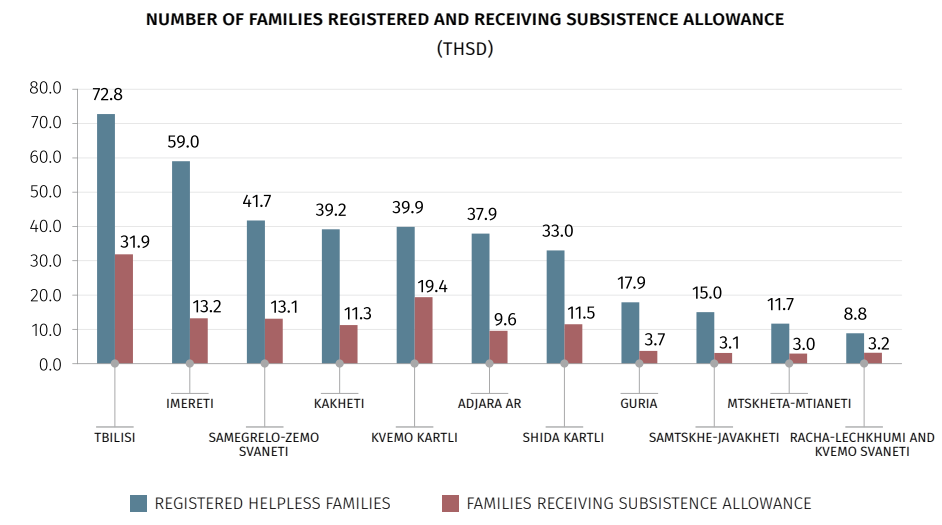 NUMBER OF FAMILIES REGISTERED AND RECEIVING SUBSISTENCE ALLOWANCE
(THSD)
80.0
70.0
60.0
50.0
40.0
30.0
20.0
10.0
0.0
72.8
31.9
59.0
13.2
41.7
13.1
39.2
11.3
39.9
19.4
37.9
9.6
33.0
11.5
17.9
3.7
15.0
3.1
11.7
3.0
8.8
3.2
TBILISI
IMERETI
SAMEGRELO-ZEMO
SVANETI
KAKHETI
KVEMO KARTLI
ADJARA AR
SHIDA KARTLI
GURIA
SAMTSKHE-JAVAKHETI
MTSKHETA-MTIANETI
RACHA-LECHKHUMI AND
KVEMO SVANETI
REGISTERED HELPLESS FAMILIES
FAMILIES RECEIVING SUBSISTENCE ALLOWANCE